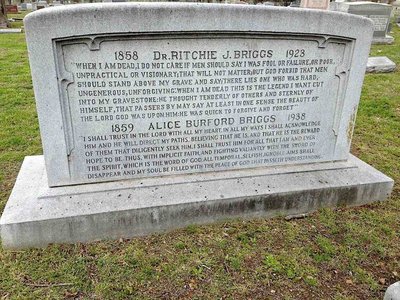 1858 DR. RITCHIE J. BRIGGS 1923
"WHEN I AM DEAD, I DO NOT CARE IF MEN SHOULD SAY I WAS FOOL OR FAILURE, OR POOR,
UNPRACTICAL OR VISIONARY; THAT WILL NOT MATTER; BUT GOD FORBID THAT MEN
SHOULD STAND ABOVE MY GRAVE AND SAY, THERE LIES ONE WHO WAS HARD;
UNGENEROUS, UNFORGIVING; WHEN I AM DEAD THIS IS THE LEGEND I WANT CUT
INTO MY GRAVESTONE: HE THOUGHT TENDERLY OF OTHERS AND STERNLY OF
HIMSELF, THAT PASSERS BY MAY SAY AT LEAST IN ONE SENSE THE BEAUTY OF
THE LORD GOD WAS UPON HIM: HE WAS QUICK TO FORGIVE AND FORGET"
1859 ALICE BURFORD BRIGGS 1938
"I SHALL TRUST IN THE LORD WITH ALL MY HEART, IN ALL MY WAYS I SHALL ACKNOWLEDGE
HIM AND HE WILL DIRECT MY PATHS, BELIEVING THAT HE IS, AND THAT HE IS THE REWARD
OF THEM THAT DILIGENTLY SEEK HIM. I SHALL TRUST HIM FOR ALL THAT I AM AND EVER
HOPE TO BE. THUS, WITH IMPLICIT FAITH, AND FIGHTING VALIANTLY WITH THE SWORD OF
THE SPIRIT, WHICH IS THE WORD OF GOD, ALL TEMPORAL, SELFISH, SORDID AIMS SHALL
DISAPPEAR AND MY SOUL BE FILLED WITH THE PEACE OF GOD THAT PASSETH UNDERSTANDING